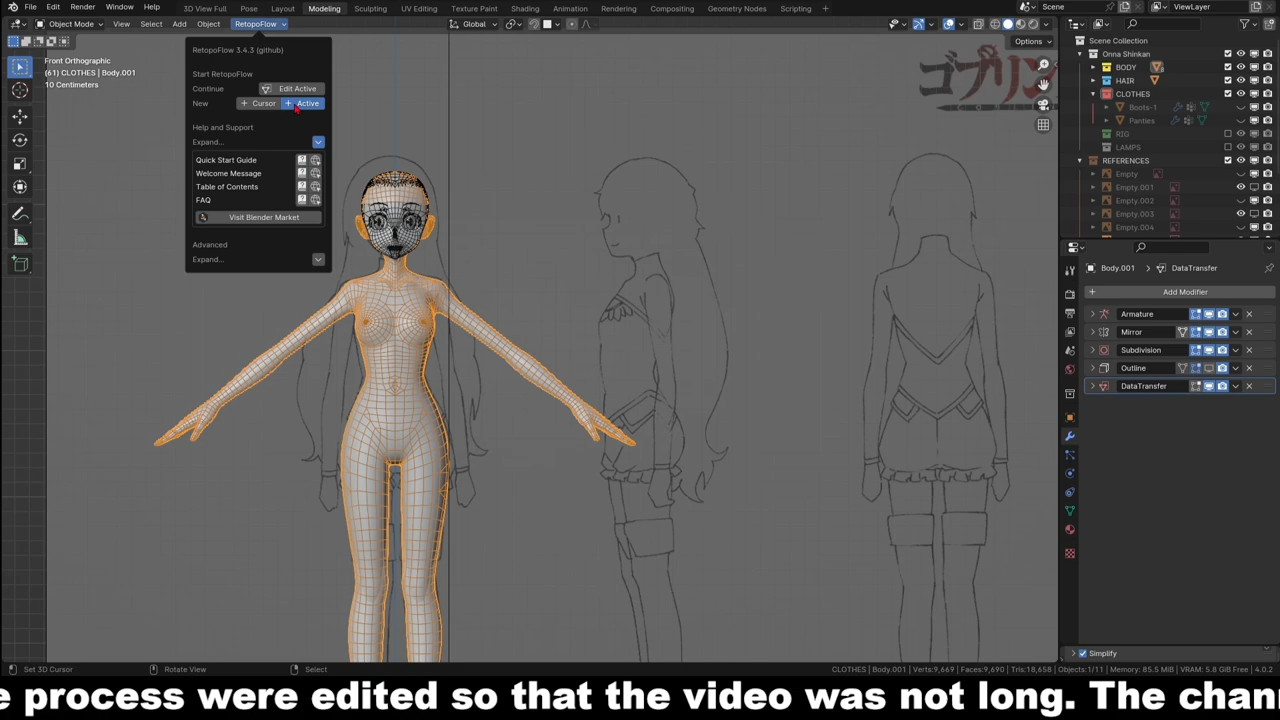 File Edit Render Window Help 3D View Full Pose Layout Modeling Sculpting UV Editing Texture Paint Shading Animation Rendering Compositing Geometry Nodes Scripting + Scene ViewLayer
Object Mode View Select Add Object RetopoFlow Global
Options
Front Orthographic
(61) CLOTHES | Body.001
10 Centimeters
RetopoFlow 3.4.3 (github)
Start RetopoFlow
Continue Edit Active
New + Cursor + Active
Help and Support
Expand...
Quick Start Guide
Welcome Message
Table of Contents
FAQ
Visit Blender Market
Advanced
Expand...
ゴブリン
Scene Collection
Onna Shinkan
BODY
HAIR
CLOTHES
Boots-1
Panties
RIG
LAMPS
REFERENCES
Empty
Empty.001
Empty.002
Empty.003
Empty.004
Body.001 > DataTransfer
+ Add Modifier
Armature
Mirror
Subdivision
Outline
DataTransfer
Simplify
Set 3D Cursor Rotate View Select CLOTHES | Body.001 | Verts:9,669 | Faces:9,690 | Tris:18,658 | Objects:1/11 | Memory: 85.5 MiB | VRAM: 5.8 GiB Free | 4.0.2
e process were edited so that the video was not long. The chan